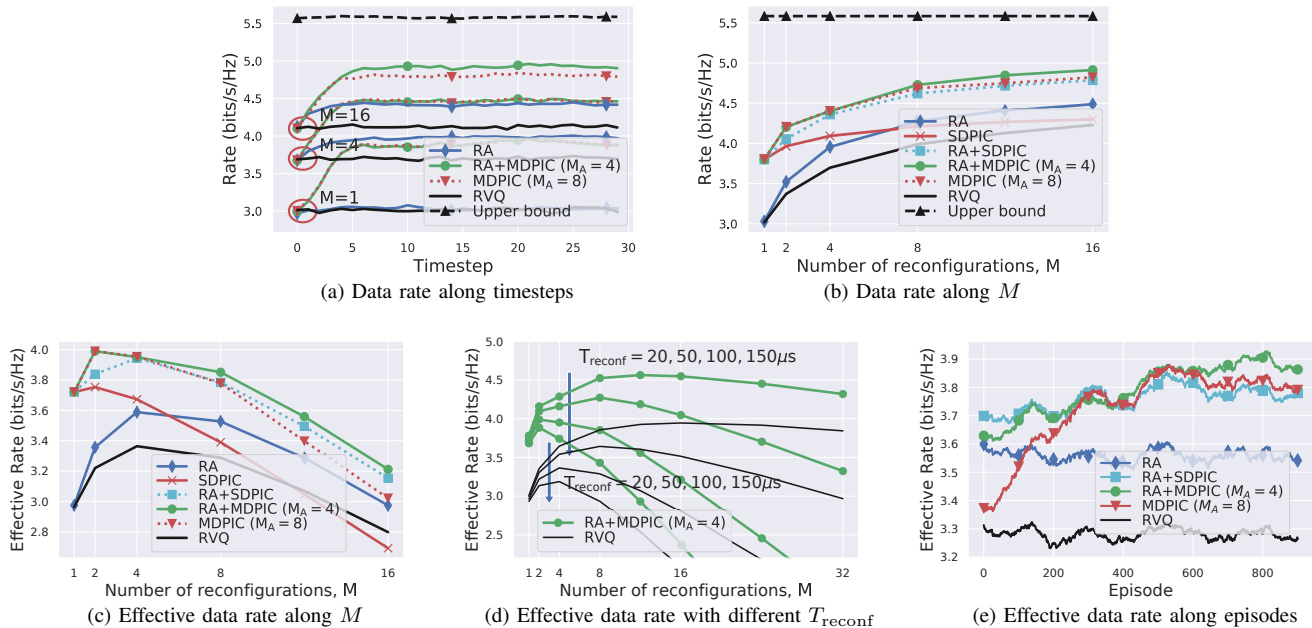 Rate (bits/s/Hz)
5.5
5.0
4.5
4.0
3.5
3.0
M=16
M=4
M=1
RA
RA+MDPIC (M_A = 4)
MDPIC (M_A = 8)
RVQ
Upper bound
0 5 10 15 20 25 30
Timestep
(a) Data rate along timesteps
Rate (bits/s/Hz)
5.5
5.0
4.5
4.0
3.5
3.0
RA
SDPIC
RA+SDPIC
RA+MDPIC (M_A = 4)
MDPIC (M_A = 8)
RVQ
Upper bound
1 2 4 8 16
Number of reconfigurations, M
(b) Data rate along M
Effective Rate (bits/s/Hz)
4.0
3.8
3.6
3.4
3.2
3.0
2.8
RA
SDPIC
RA+SDPIC
RA+MDPIC (M_A = 4)
MDPIC (M_A = 8)
RVQ
1 2 4 8 16
Number of reconfigurations, M
(c) Effective data rate along M
Effective Rate (bits/s/Hz)
5.0
4.5
4.0
3.5
3.0
2.5
T_reconf = 20, 50, 100, 150μs
T_reconf = 20, 50, 100, 150μs
RA+MDPIC (M_A = 4)
RVQ
1 2 4 8 16 32
Number of reconfigurations, M
(d) Effective data rate with different T_reconf
Effective Rate (bits/s/Hz)
3.9
3.8
3.7
3.6
3.5
3.4
3.3
3.2
RA
RA+SDPIC
RA+MDPIC (M_A = 4)
MDPIC (M_A = 8)
RVQ
0 200 400 600 800
Episode
(e) Effective data rate along episodes